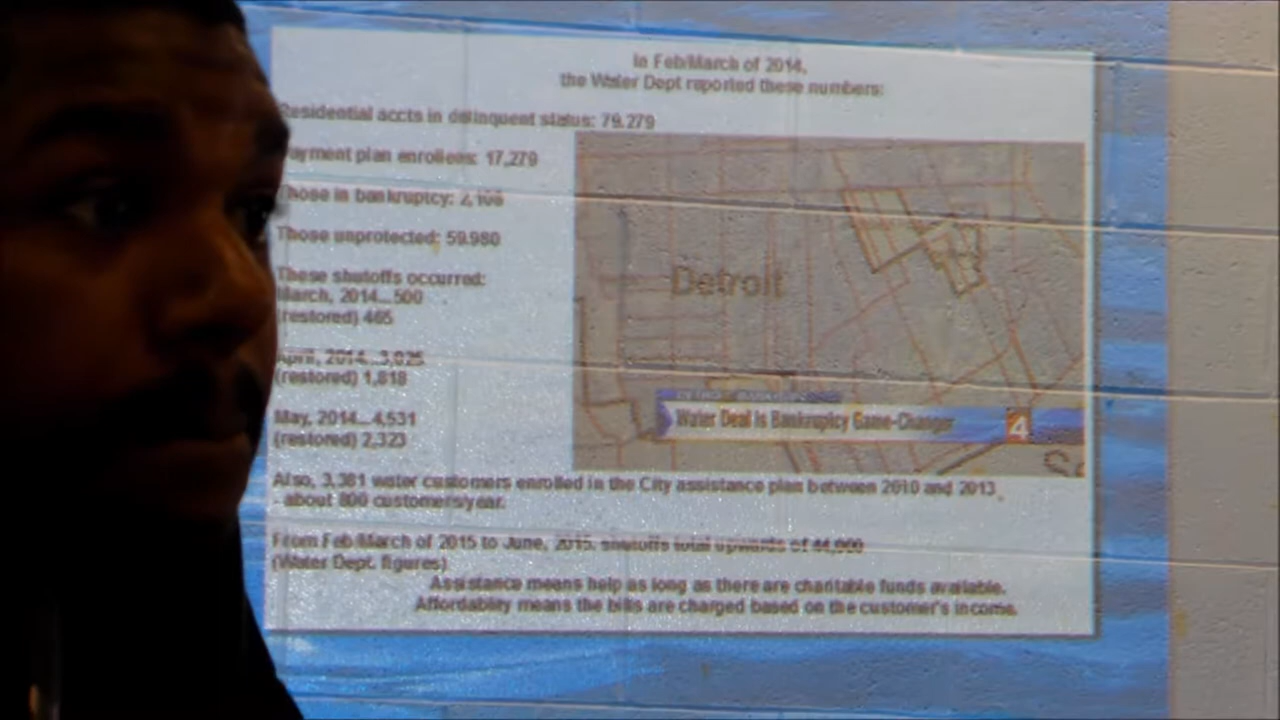 In Feb/March of 2014,
the Water Dept reported these numbers:
Residential accts in delinquent status: 79.279
ayment plan enrollees: 17,279
Those in bankruptcy: 2,106
Those unprotected: 59.980
These shutoffs occurred:
March, 2014...500
(restored) 465
April, 2014...3,025
(restored) 1,818
May, 2014...4,531
(restored) 2,323
Detroit
Water Deal Is Bankruptcy Game-Changer
4
Also, 3,381 water customers enrolled in the City assistance plan between 2010 and 2013,
about 800 customers/year.
From Feb/March of 2015 to June, 2015, shutoffs total upwards of 44,000
(Water Dept. figures)
Assistance means help as long as there are charitable funds available.
Affordability means the bills are charged based on the customer's income.